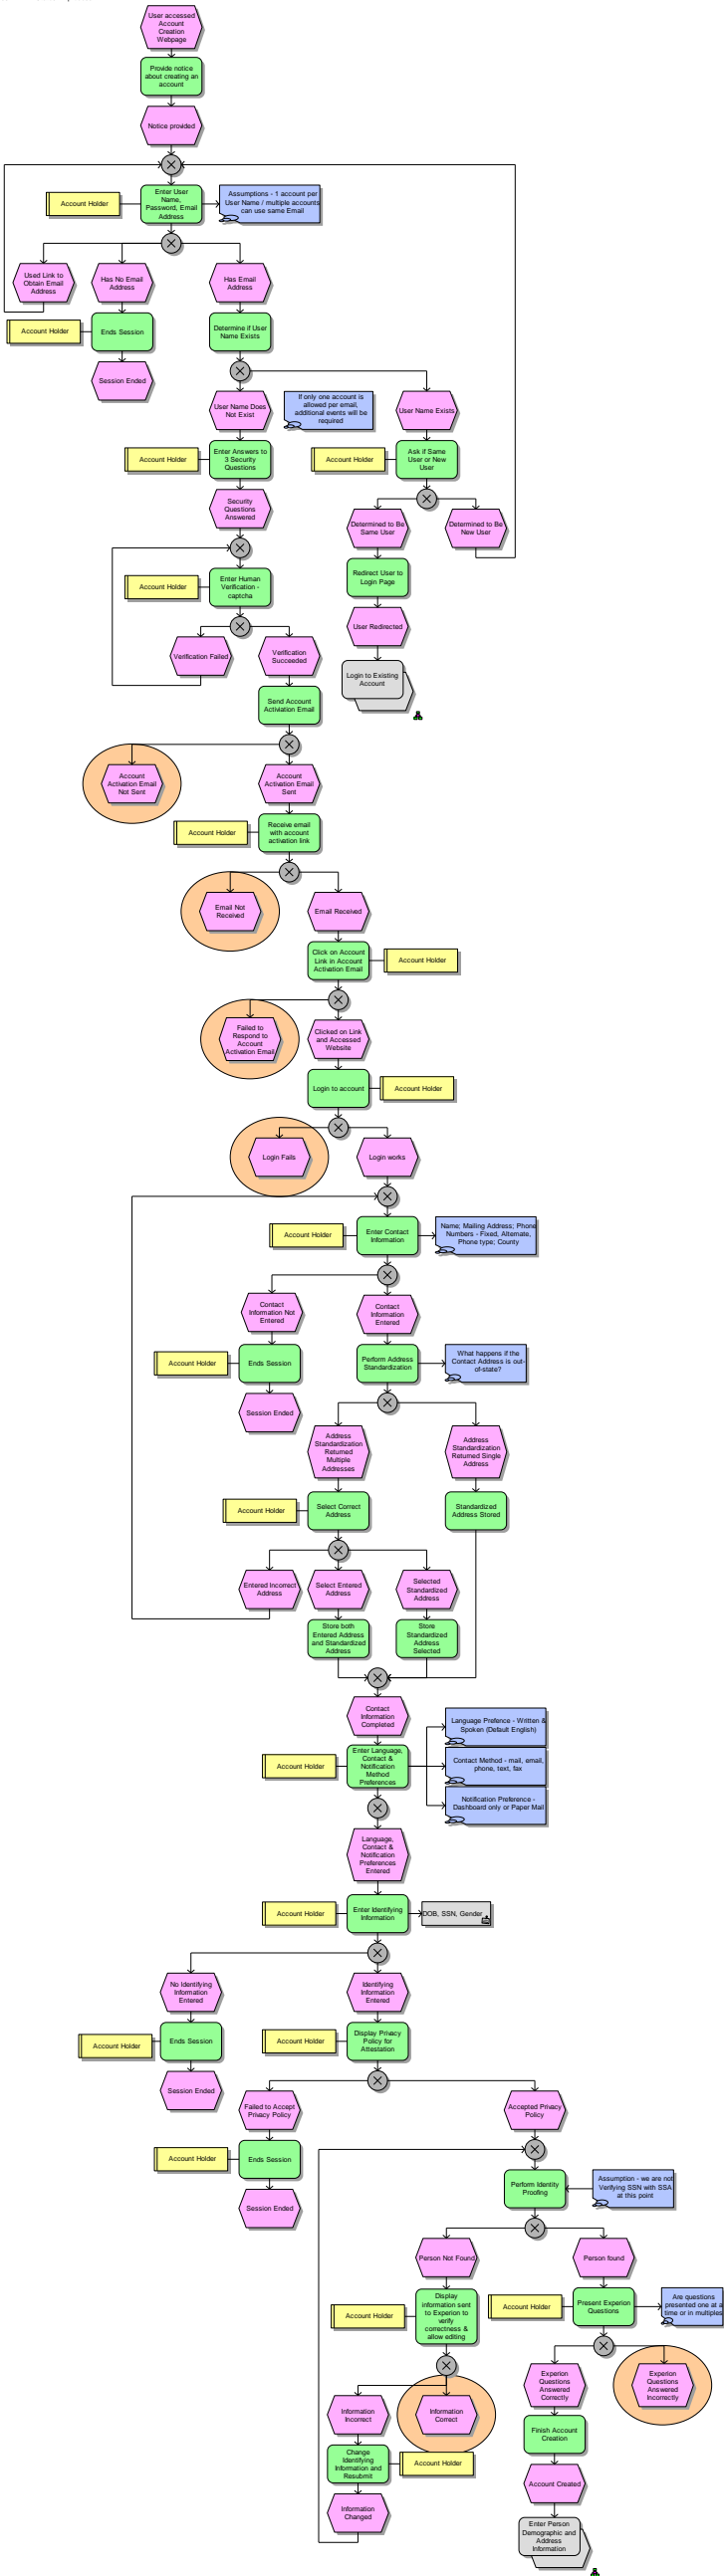 User accessed
Account
Creation
Webpage
Provide notice
about creating an
account
Notice provided
Account Holder
Enter User
Name,
Password, Email
Address
Assumptions - 1 account per
User Name / multiple accounts
can use same Email
Used Link to
Obtain Email
Address
Has No Email
Address
Has Email
Address
Account Holder
Ends Session
Determine if User
Name Exists
Session Ended
User Name Does
Not Exist
If only one account is
allowed per email,
additional events will be
required
User Name Exists
Account Holder
Enter Answers to
3 Security
Questions
Account Holder
Ask if Same
User or New
User
Security
Questions
Answered
Determined to Be
Same User
Determined to Be
New User
Account Holder
Enter Human
Verification -
captcha
Redirect User to
Login Page
User Redirected
Verification Failed
Verification
Succeeded
Login to Existing
Account
Send Account
Activiation Email
Account
Activation Email
Not Sent
Account
Activation Email
Sent
Account Holder
Receive email
with account
activation link
Email Not
Received
Email Received
Click on Account
Link in Account
Activation Email
Account Holder
Failed to
Respond to
Account
Activation Email
Clicked on Link
and Accessed
Website
Login to account
Account Holder
Login Fails
Login works
Account Holder
Enter Contact
Information
Name; Mailing Address; Phone
Numbers - Fixed, Alternate,
Phone type; County
Contact
Information Not
Entered
Contact
Information
Entered
Account Holder
Ends Session
Perform Address
Standardization
What happens if the
Contact Address is out-
of-state?
Session Ended
Address
Standardization
Returned
Multiple
Addresses
Address
Standardization
Returned Single
Address
Account Holder
Select Correct
Address
Standardized
Address Stored
Entered Incorrect
Address
Select Entered
Address
Selected
Standardized
Address
Store both
Entered Address
and Standardized
Address
Store
Standardized
Address
Selected
Contact
Information
Completed
Language Prefence - Written &
Spoken (Default English)
Account Holder
Enter Language,
Contact &
Notification
Method
Preferences
Contact Method - mail, email,
phone, text, fax
Notification Preference -
Dashboard only or Paper Mail
Language,
Contact &
Notification
Preferences
Entered
Account Holder
Enter Identifying
Information
DOB, SSN, Gender
No Identifying
Information
Entered
Identifying
Information
Entered
Account Holder
Ends Session
Account Holder
Display Privacy
Policy for
Attestation
Session Ended
Failed to Accept
Privacy Policy
Accepted Privacy
Policy
Account Holder
Ends Session
Perform Identity
Proofing
Assumption - we are not
Verifying SSN with SSA
at this point
Session Ended
Person Not Found
Person found
Account Holder
Display
information sent
to Experion to
verify
correctness &
allow editing
Account Holder
Present Experion
Questions
Are questions
presented one at a
time or in multiples
Information
Incorrect
Information
Correct
Experion
Questions
Answered
Correctly
Experion
Questions
Answered
Incorrectly
Change
Identifying
Information and
Resubmit
Account Holder
Finish Account
Creation
Information
Changed
Account Created
Enter Person
Demographic and
Address
Information